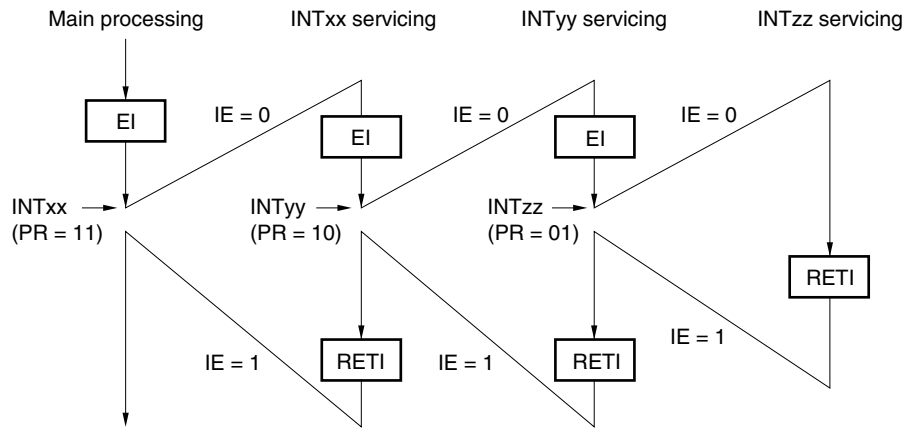 Main processing
INTxx servicing
INTyy servicing
INTzz servicing
EI
IE = 0
EI
IE = 0
EI
IE = 0
INTxx
(PR = 11)
INTyy
(PR = 10)
INTzz
(PR = 01)
RETI
IE = 1
RETI
IE = 1
RETI
IE = 1